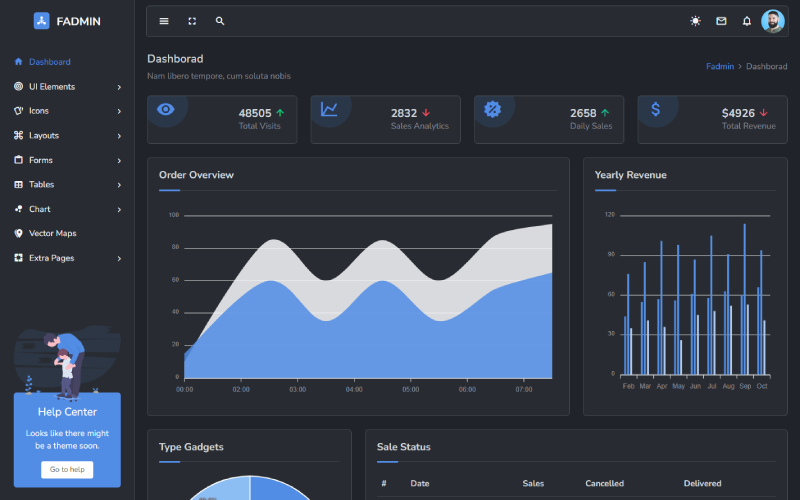 FADMIN
Dashboard
UI Elements
Icons
Layouts
Forms
Tables
Chart
Vector Maps
Extra Pages
Help Center
Looks like there might
be a theme soon.
Go to help
Dashborad
Nam libero tempore, cum soluta nobis
Fadmin > Dashborad
48505
Total Visits
2832
Sales Analytics
2658
Daily Sales
$4926
Total Revenue
Order Overview
100
80
60
40
20
0
00:00 02:00 03:00 04:00 05:00 06:00 07:00
Yearly Revenue
120
90
60
30
0
Feb Mar Apr May Jun Jul Aug Sep Oct
Type Gadgets
Sale Status
# Date Sales Cancelled Delivered